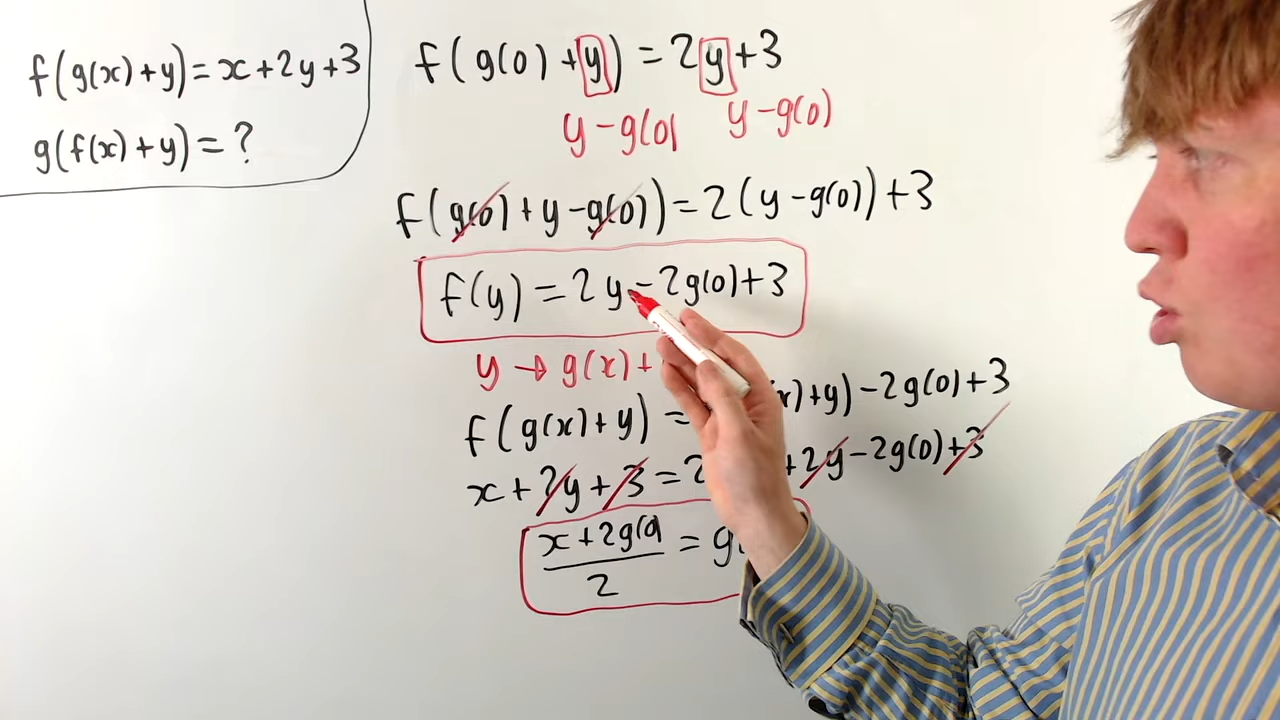 f(g(x)+y)=x+2y+3
g(f(x)+y)=?
f(g(0)+y)=2y+3
y-g(0) y-g(0)
f(g(0)+y-g(0))=2(y-g(0))+3
f(y)=2y-2g(0)+3
y→g(x)+
f(g(x)+y)= x)+y)-2g(0)+3
x+2y+3=2 +2y-2g(0)+3
x+2g(0)
= g(
2